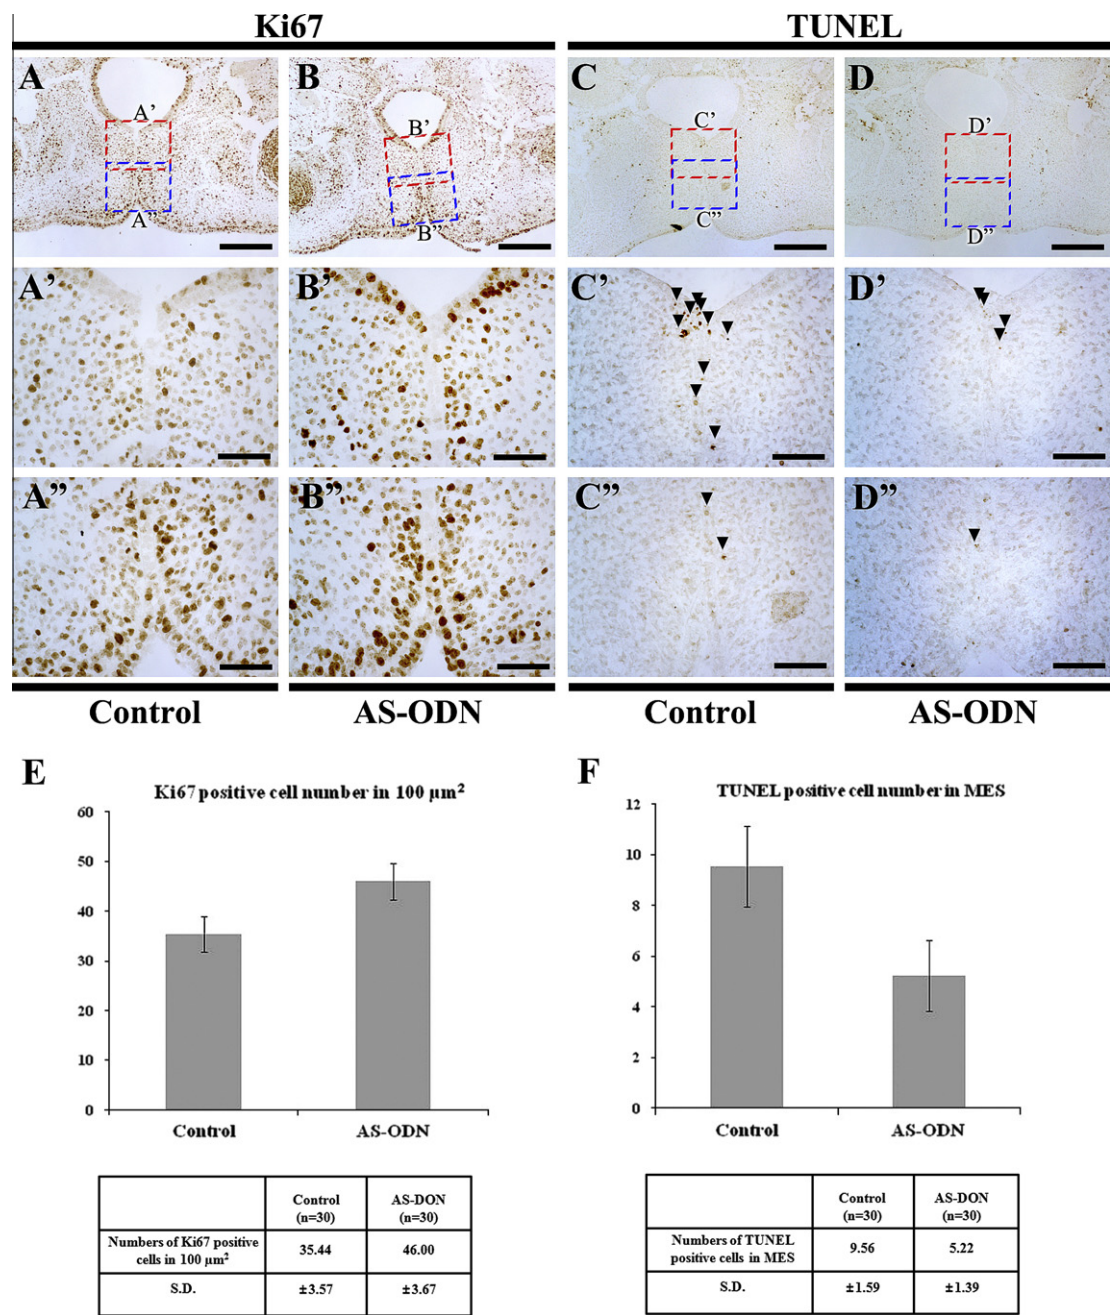 Ki67 TUNEL
A B C D
A' B' C' D'
A'' B'' C'' D''
A' B' C' D'
A'' B'' C'' D''
Control AS-ODN Control AS-ODN
E
Ki67 positive cell number in 100 µm²
60
50
40
30
20
10
0
Control AS-ODN
Control (n=30) AS-DON (n=30)
Numbers of Ki67 positive cells in 100 µm² 35.44 46.00
S.D. ±3.57 ±3.67
F
TUNEL positive cell number in MES
12
10
8
6
4
2
0
Control AS-ODN
Control (n=30) AS-DON (n=30)
Numbers of TUNEL positive cells in MES 9.56 5.22
S.D. ±1.59 ±1.39